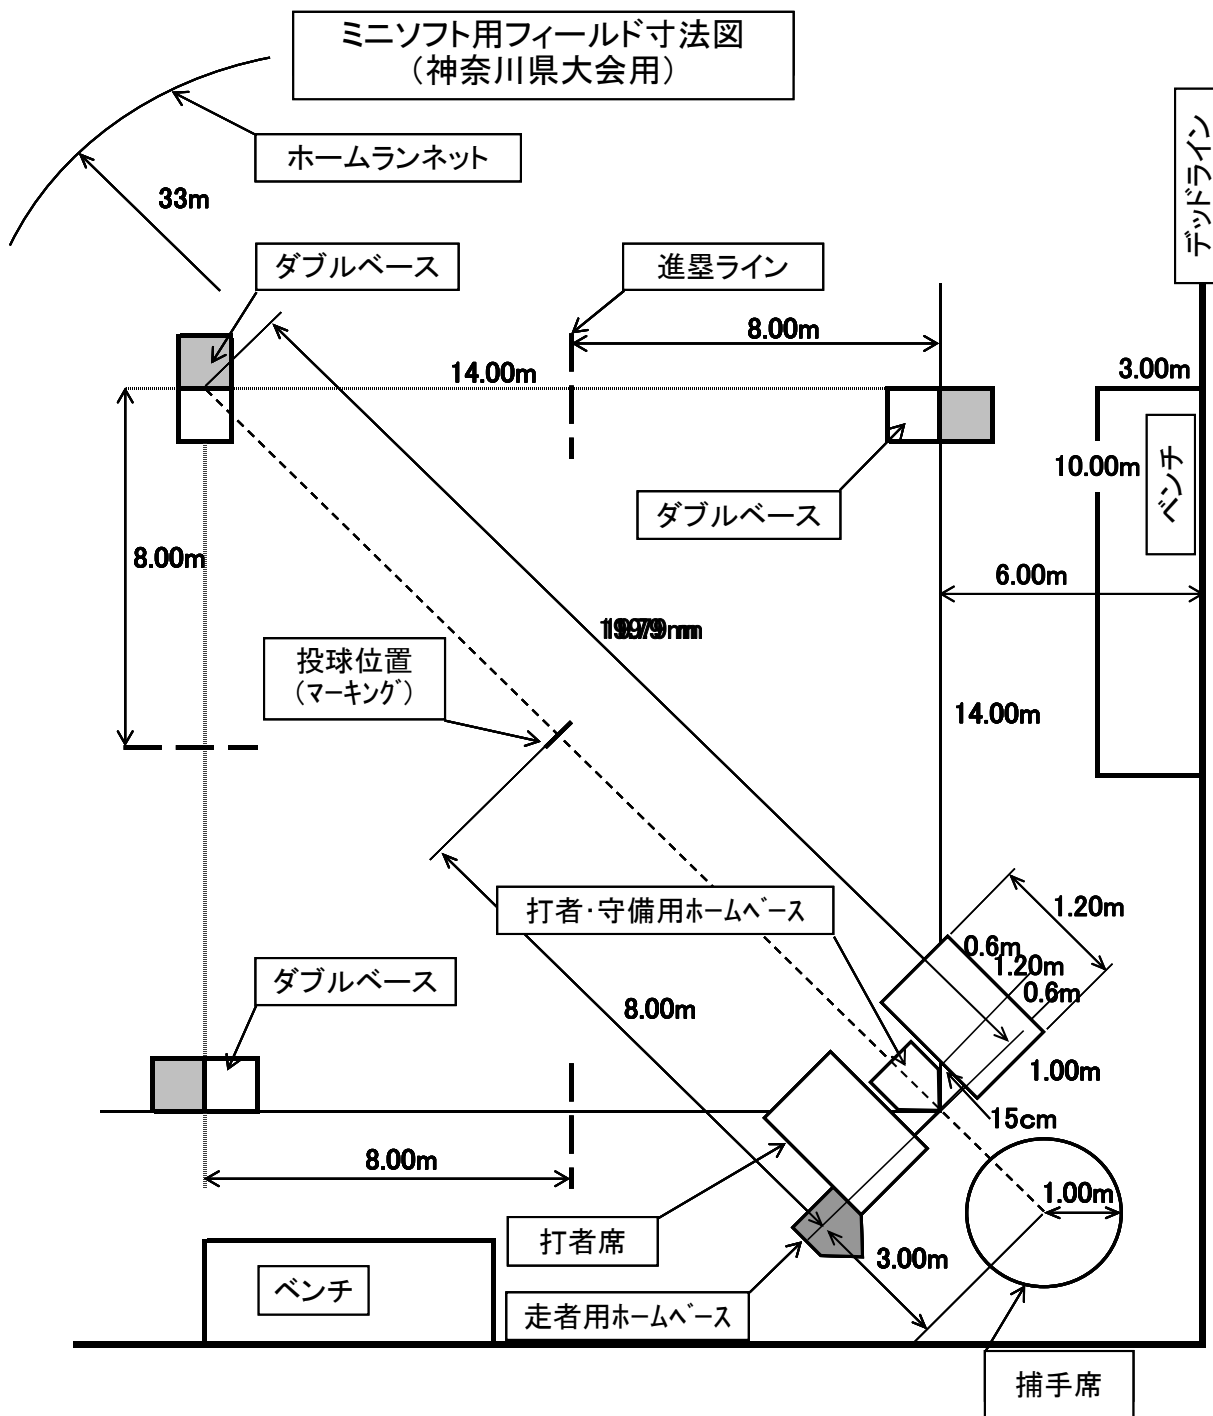 ミニソフト用フィールド寸法図
（神奈川県大会用）
ホームランネット
33m
デッドライン
ダブルベース
進塁ライン
8.00m
14.00m
3.00m
10.00m
ベンチ
ダブルベース
8.00m
6.00m
投球位置
（マーキング）
14.00m
打者・守備用ホームベース
1.20m
0.6m
1.20m
0.6m
ダブルベース
8.00m
1.00m
15cm
8.00m
1.00m
打者席
3.00m
ベンチ
走者用ホームベース
捕手席